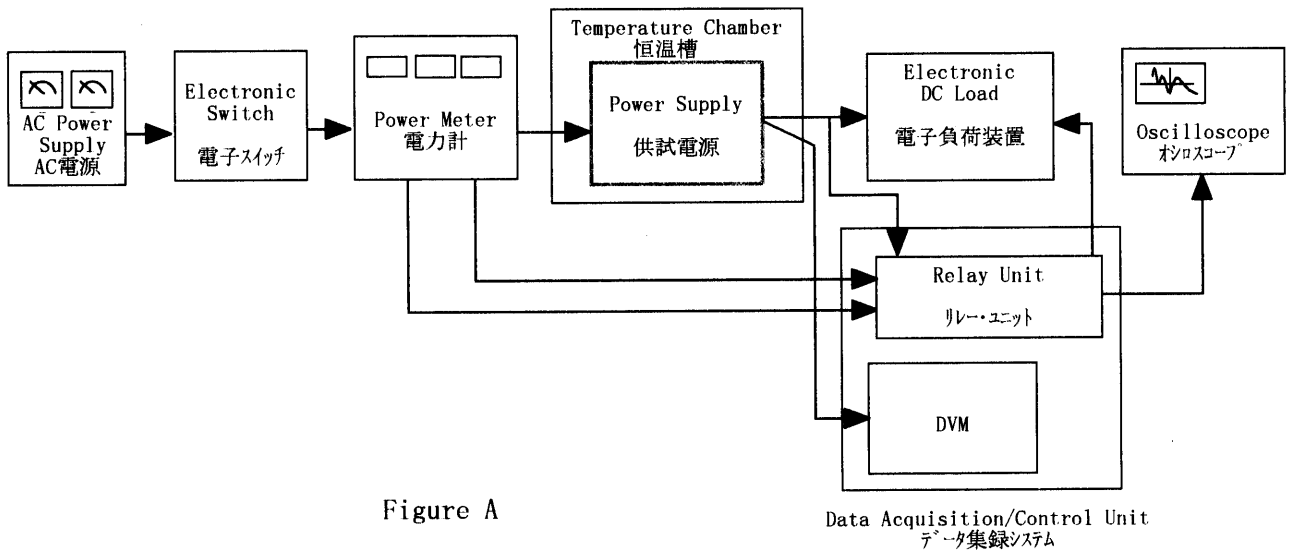 AC Power
Supply
AC電源
Electronic
Switch
電子スイッチ
Power Meter
電力計
Temperature Chamber
恒温槽
Power Supply
供試電源
Electronic
DC Load
電子負荷装置
Oscilloscope
ｵｼﾛｽｺｰﾌﾟ
Relay Unit
ﾘﾚｰ・ﾕﾆｯﾄ
DVM
Figure A
Data Acquisition/Control Unit
ﾃﾞｰﾀ集録ｼｽﾃﾑ